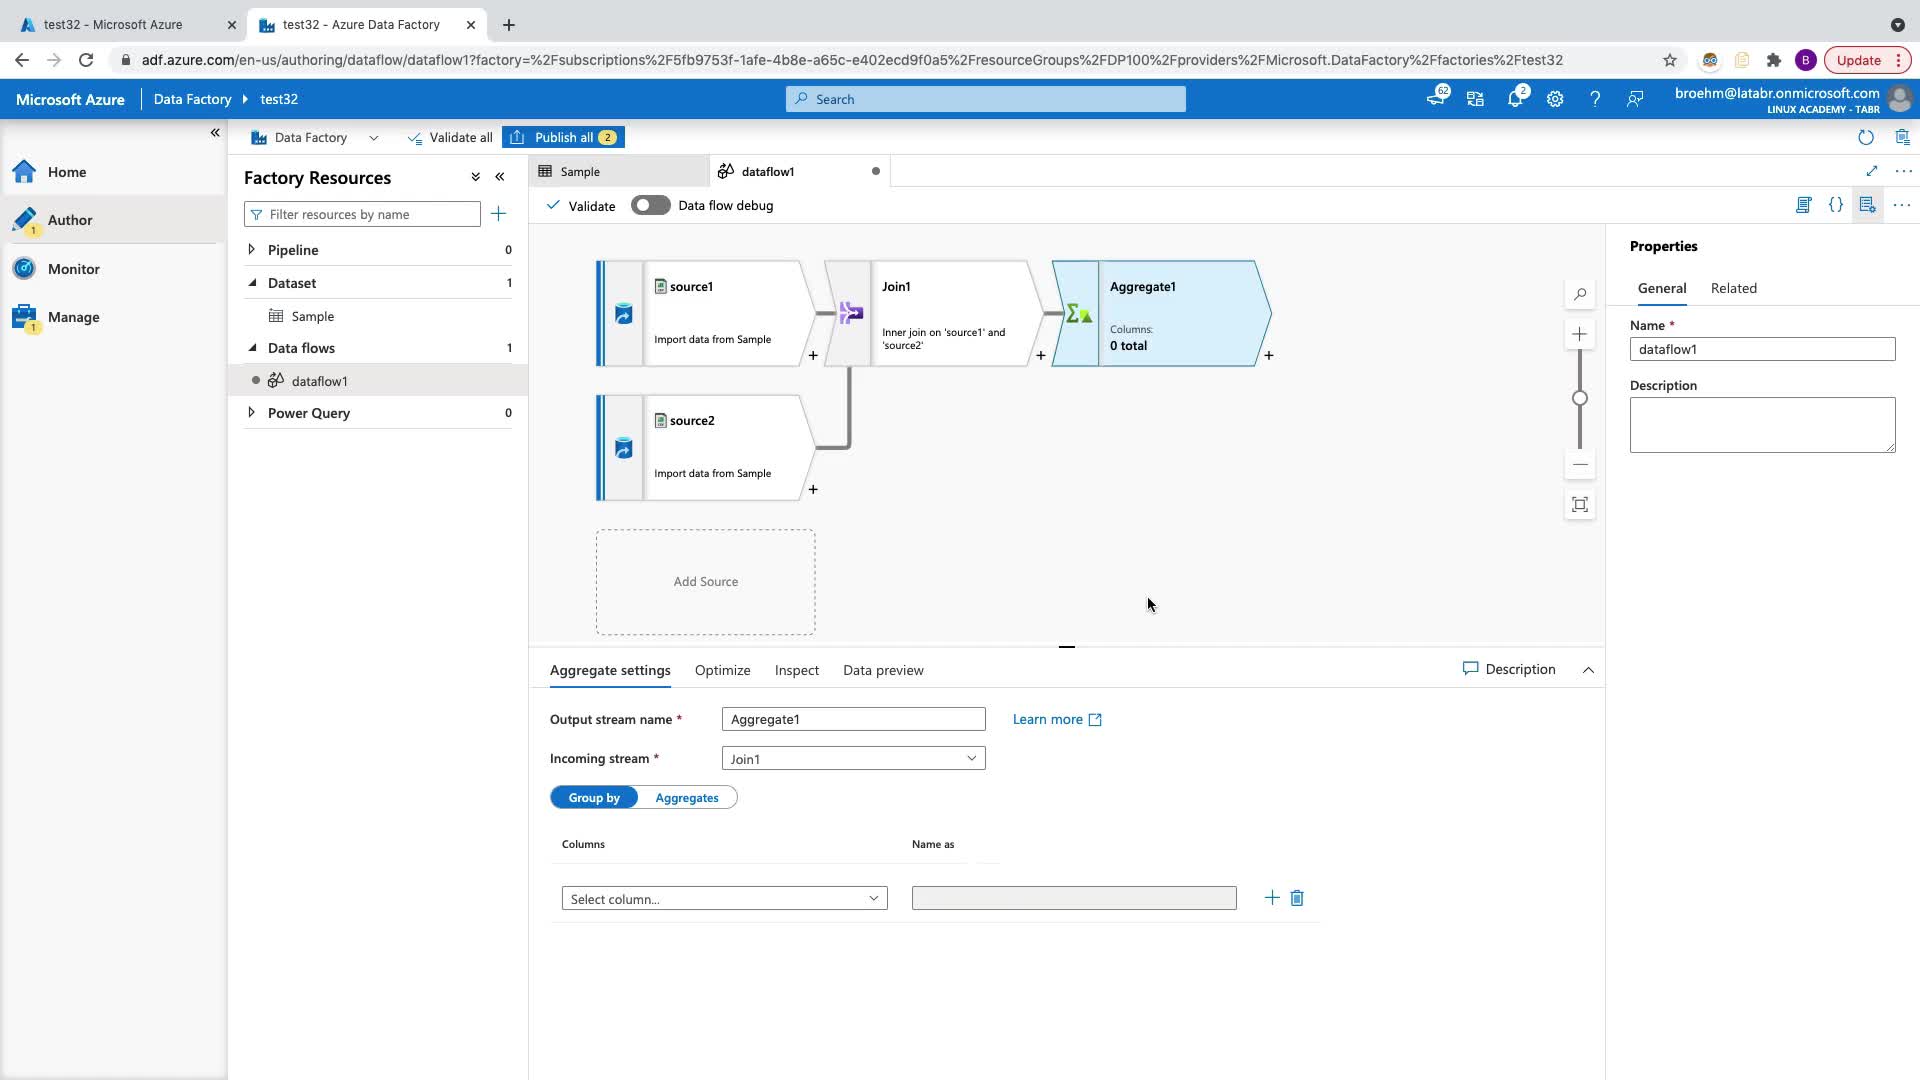 test32 - Microsoft Azure
test32 - Azure Data Factory
adf.azure.com/en-us/authoring/dataflow/dataflow1?factory=%2Fsubscriptions%2F5fb9753f-1afe-4b8e-a65c-e402ecd9f0a5%2FresourceGroups%2FDP100%2Fproviders%2FMicrosoft.DataFactory%2Ffactories%2Ftest32
B
Update
Microsoft Azure
Data Factory
test32
Search
62
2
broehm@latabr.onmicrosoft.com
LINUX ACADEMY - TABR
Data Factory
Validate all
Publish all 2
Home
Author
1
Monitor
Manage
1
Factory Resources
Filter resources by name
Pipeline 0
Dataset 1
Sample
Data flows 1
dataflow1
Power Query 0
Sample
dataflow1
Validate
Data flow debug
source1
Import data from Sample
Join1
Inner join on 'source1' and
'source2'
Aggregate1
Columns:
0 total
source2
Import data from Sample
Add Source
Properties
General
Related
Name *
dataflow1
Description
Aggregate settings
Optimize
Inspect
Data preview
Description
Output stream name *
Aggregate1
Learn more
Incoming stream *
Join1
Group by
Aggregates
Columns
Name as
Select column...